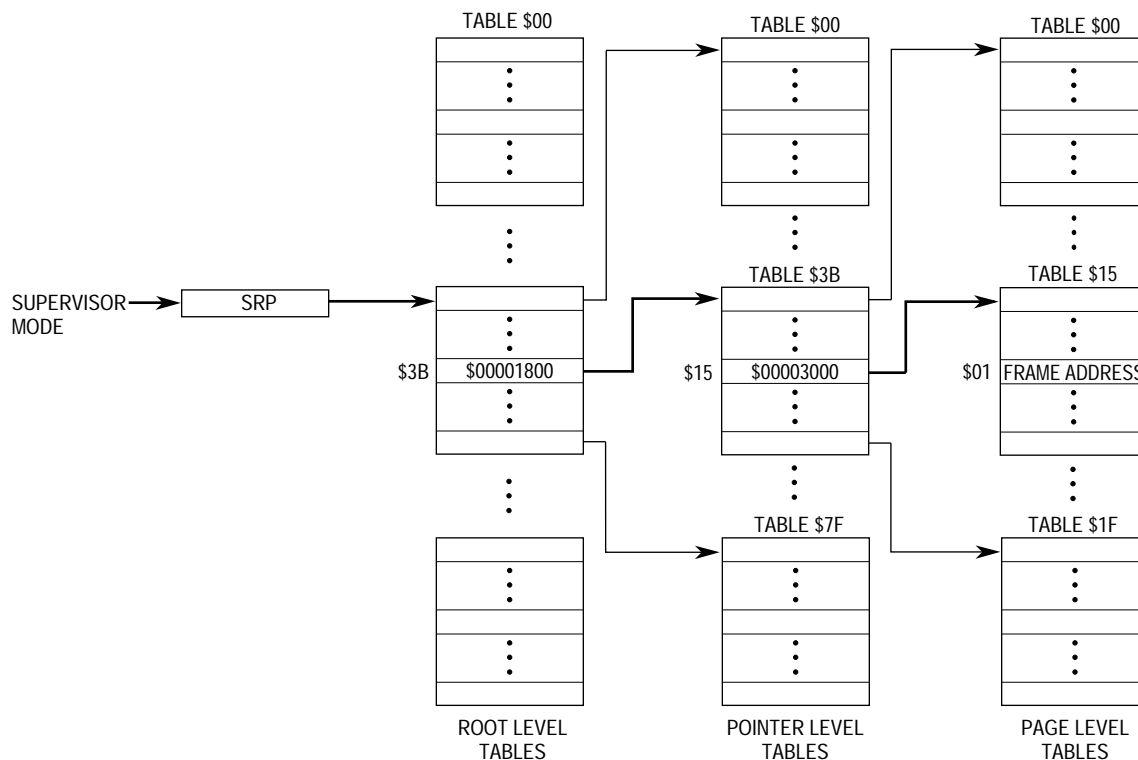 TABLE $00
TABLE $00
TABLE $00
TABLE $3B
TABLE $15
SUPERVISOR
MODE
SRP
$3B
$00001800
$15
$00003000
$01
FRAME ADDRESS
TABLE $7F
TABLE $1F
ROOT LEVEL
TABLES
POINTER LEVEL
TABLES
PAGE LEVEL
TABLES